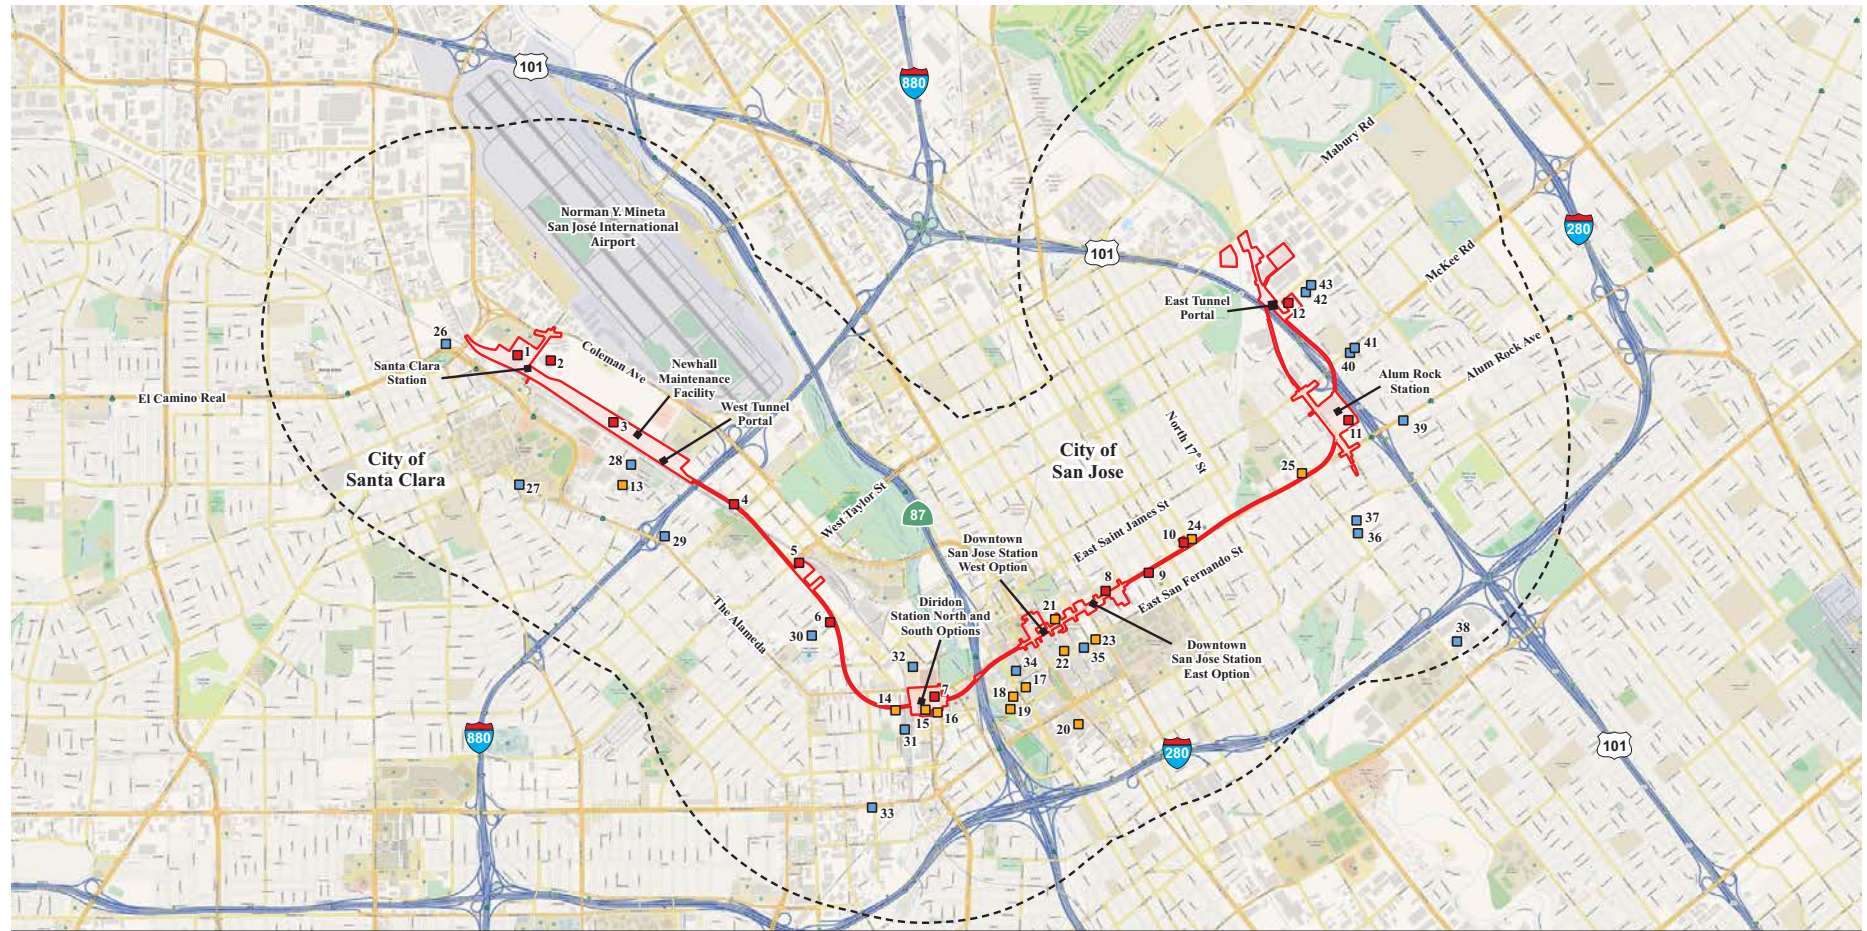 101
880
Mabury Rd
Norman Y. Mineta
San José International
Airport
280
101
McKee Rd
43
42
East Tunnel
Portal
12
26
1
2
Coleman Ave
Santa Clara
Station
Newhall
Maintenance
Facility
41
40
Alum Rock Ave
Alum Rock
Station
El Camino Real
West Tunnel
Portal
3
North 17th St
11
39
City of
Santa Clara
City of
San Jose
28
13
27
25
4
West Taylor St
87
East Saint James St
37
36
29
24
10
Downtown
San Jose Station
West Option
5
9
8
East San Fernando St
The Alameda
Diridon
Station North and
South Options
21
6
30
23
35
22
38
Downtown
San Jose Station
East Option
32
34
17
18
19
7
14
15
16
31
20
880
280
101
33